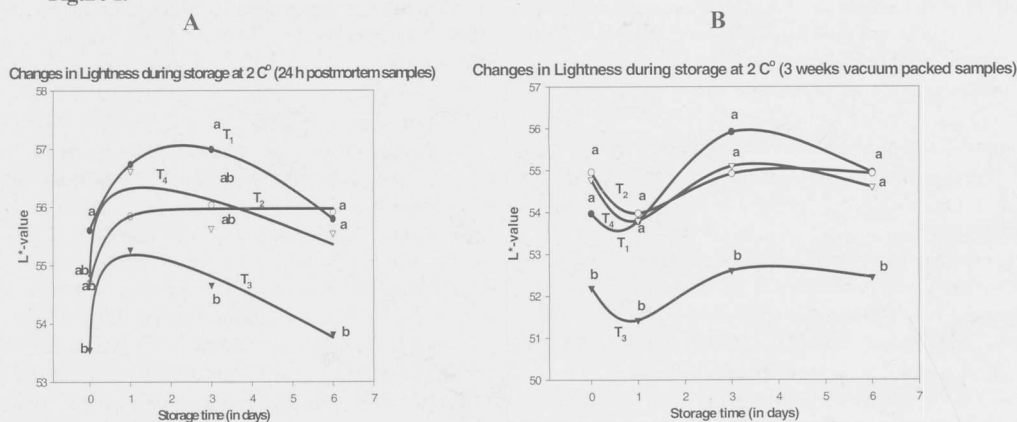 A
B
Changes in Lightness during storage at 2 C° (24 h postmortem samples)
58
57
56
55
54
53
L*-value
a
T1
T4
ab
T2
a
ab
a
a
ab
ab
T3
b
b
b
0 1 2 3 4 5 6 7
Storage time (in days)
Changes in Lightness during storage at 2 C° (3 weeks vacuum packed samples)
57
56
55
54
53
52
51
50
L*-value
a
a
a
a
T2
a
a
a
T4
T1
a
b
b
b
b
T3
0 1 2 3 4 5 6 7
Storage time (in days)